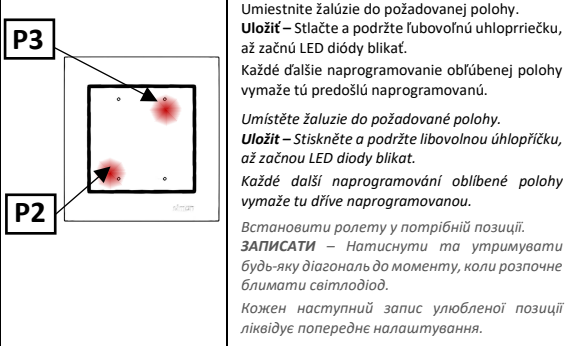 P3
P2
Umiestnite žalúzie do požadovanej polohy.
Uložiť – Stlačte a podržte ľubovoľnú uhloprriečku,
až začnú LED diódy blikať.
Každé ďalšie naprogramovanie obľúbenej polohy
vymaže tú predošlú naprogramovanú.
Umístěte žaluzie do požadované polohy.
Uložit – Stiskněte a podržte libovolnou úhlopříčku,
až začnou LED diody blikat.
Každé další naprogramování oblíbené polohy
vymaže tu dříve naprogramovanou.
Встановити ролету у потрібній позиції.
ЗАПИСАТИ – Натиснути та утримувати
будь-яку діагональ до моменту, коли розпочне
блимати світлодіод.
Кожен наступний запис улюбленої позиції
ліквідує попереднє налаштування.